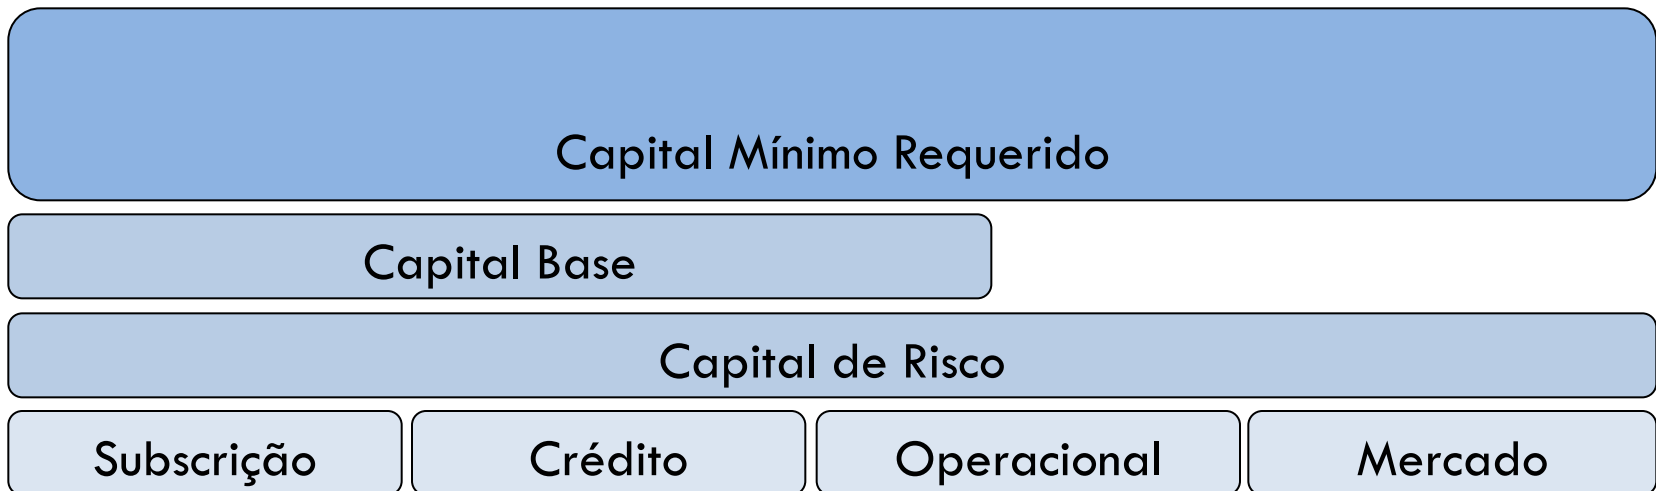 Capital Mínimo Requerido
Capital Base
Capital de Risco
Subscrição
Crédito
Operacional
Mercado